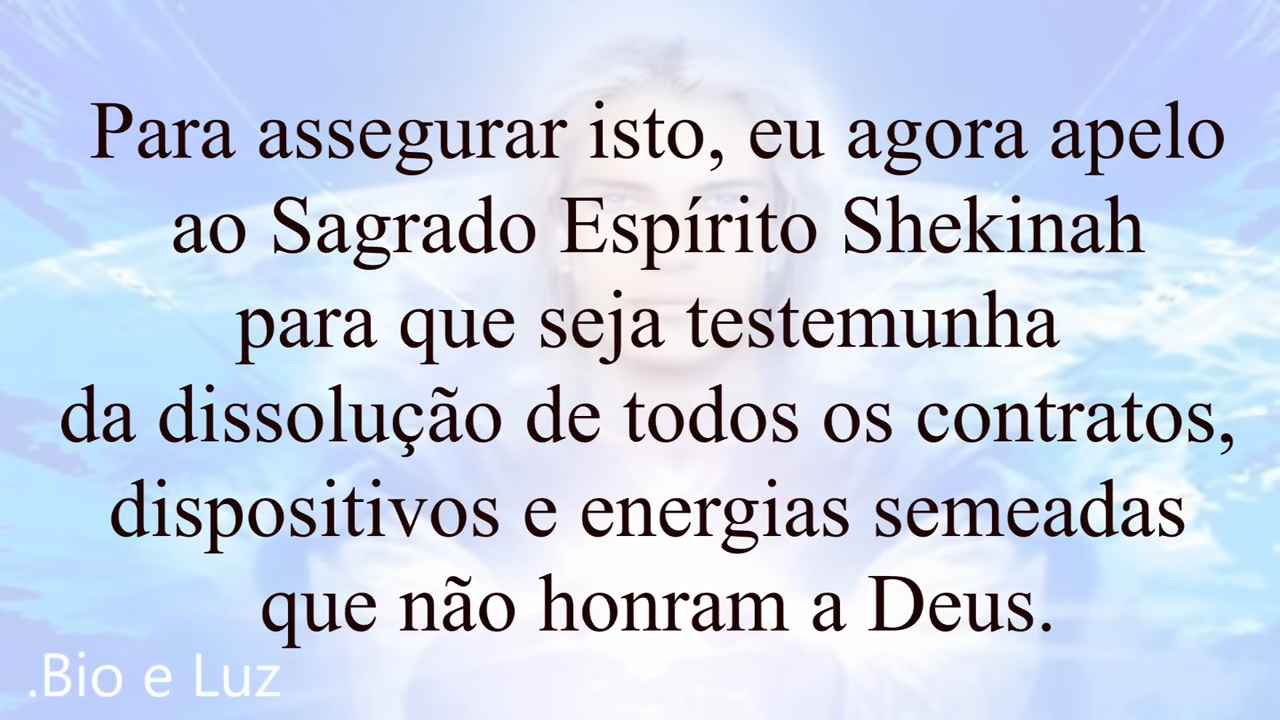 Para assegurar isto, eu agora apelo
ao Sagrado Espírito Shekinah
para que seja testemunha
da dissolução de todos os contratos,
dispositivos e energias semeadas
que não honram a Deus.
.Bio e Luz